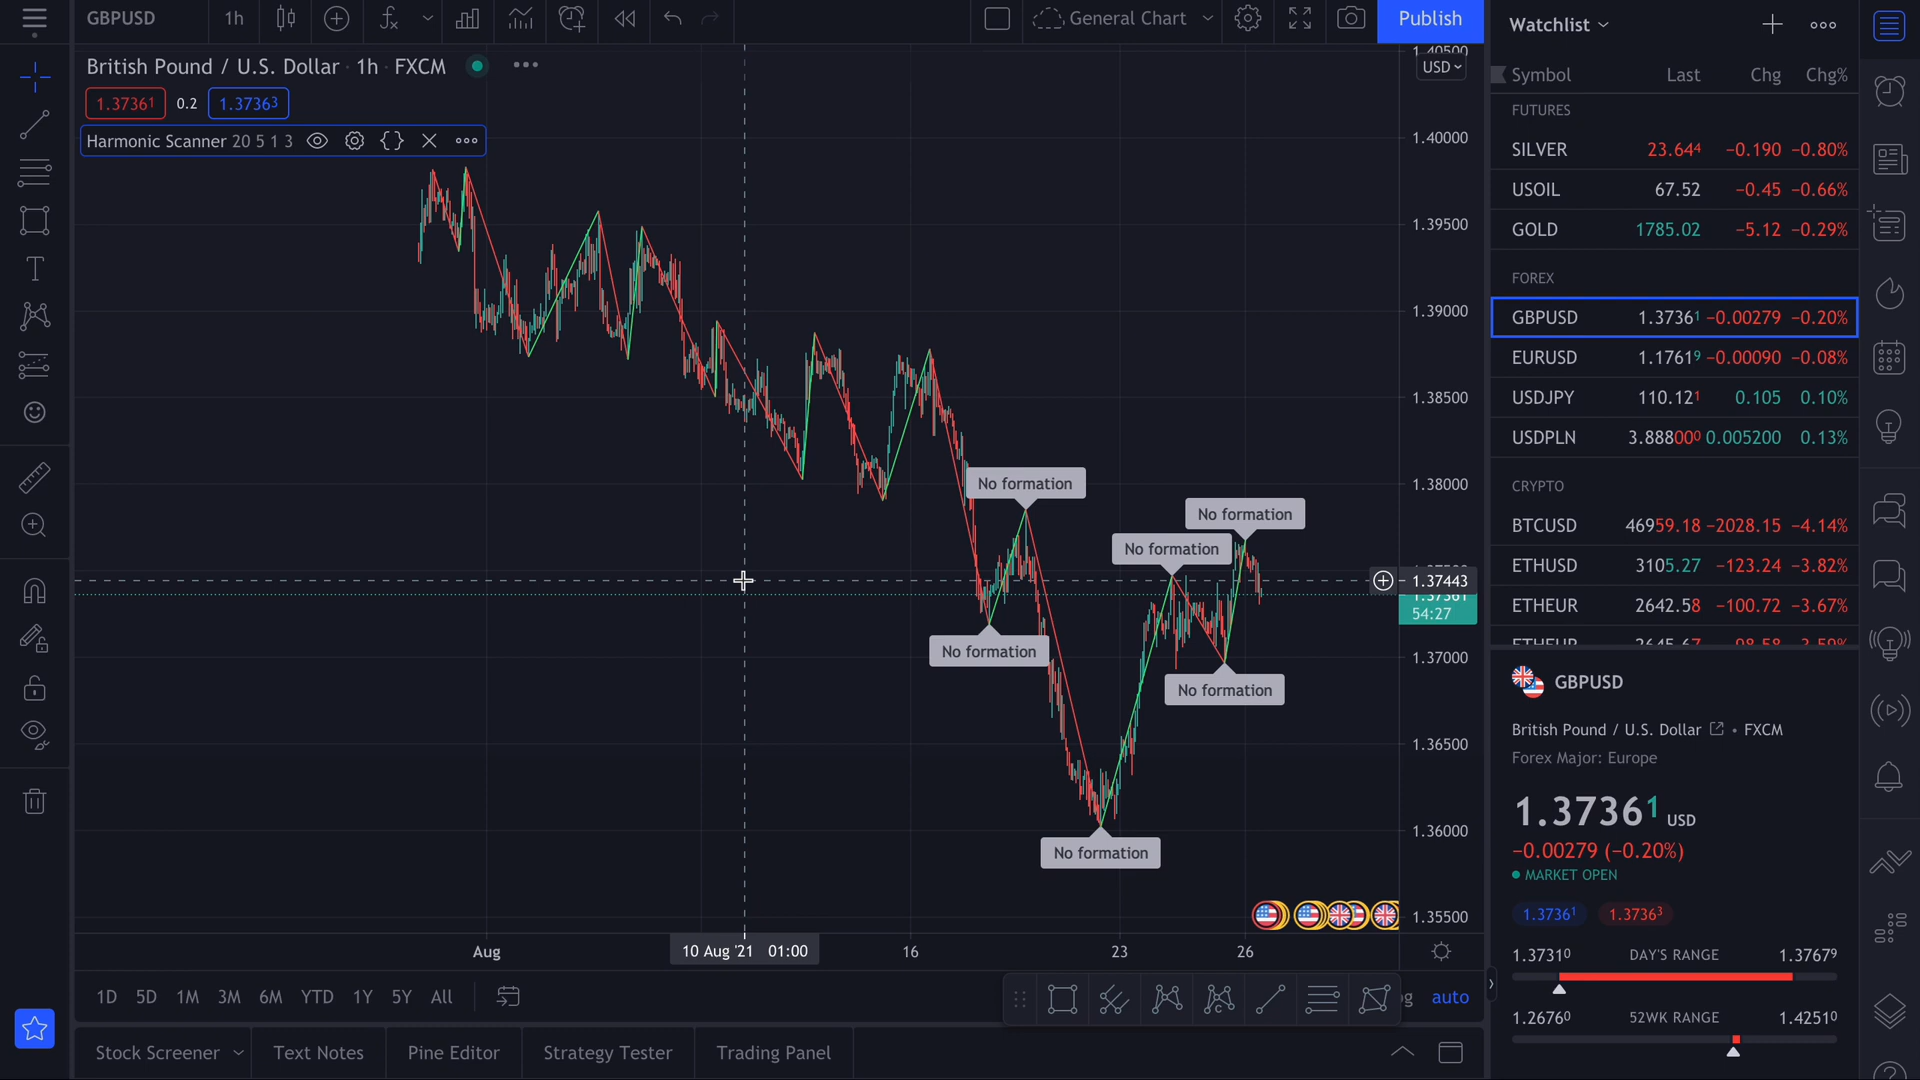 GBPUSD 1h General Chart Publish
British Pound / U.S. Dollar · 1h · FXCM
1.37361 0.2 1.37363
Harmonic Scanner 20 5 1 3
USD
1.40500
1.40000
1.39500
1.39000
1.38500
1.38000
1.37443
1.37361
54:27
1.37000
1.36500
1.36000
1.35500
No formation
No formation
No formation
No formation
No formation
No formation
Aug 10 Aug '21 01:00 16 23 26
1D 5D 1M 3M 6M YTD 1Y 5Y All auto
Stock Screener Text Notes Pine Editor Strategy Tester Trading Panel
Watchlist
Symbol Last Chg Chg%
FUTURES
SILVER 23.644 −0.190 −0.80%
USOIL 67.52 −0.45 −0.66%
GOLD 1785.02 −5.12 −0.29%
FOREX
GBPUSD 1.37361 −0.00279 −0.20%
EURUSD 1.17619 −0.00090 −0.08%
USDJPY 110.121 0.105 0.10%
USDPLN 3.888000 0.005200 0.13%
CRYPTO
BTCUSD 46959.18 −2028.15 −4.14%
ETHUSD 3105.27 −123.24 −3.82%
ETHEUR 2642.58 −100.72 −3.67%
GBPUSD
British Pound / U.S. Dollar • FXCM
Forex Major: Europe
1.37361 USD
−0.00279 (−0.20%)
MARKET OPEN
1.37361 1.37363
1.37310 DAY'S RANGE 1.37679
1.26760 52WK RANGE 1.42510